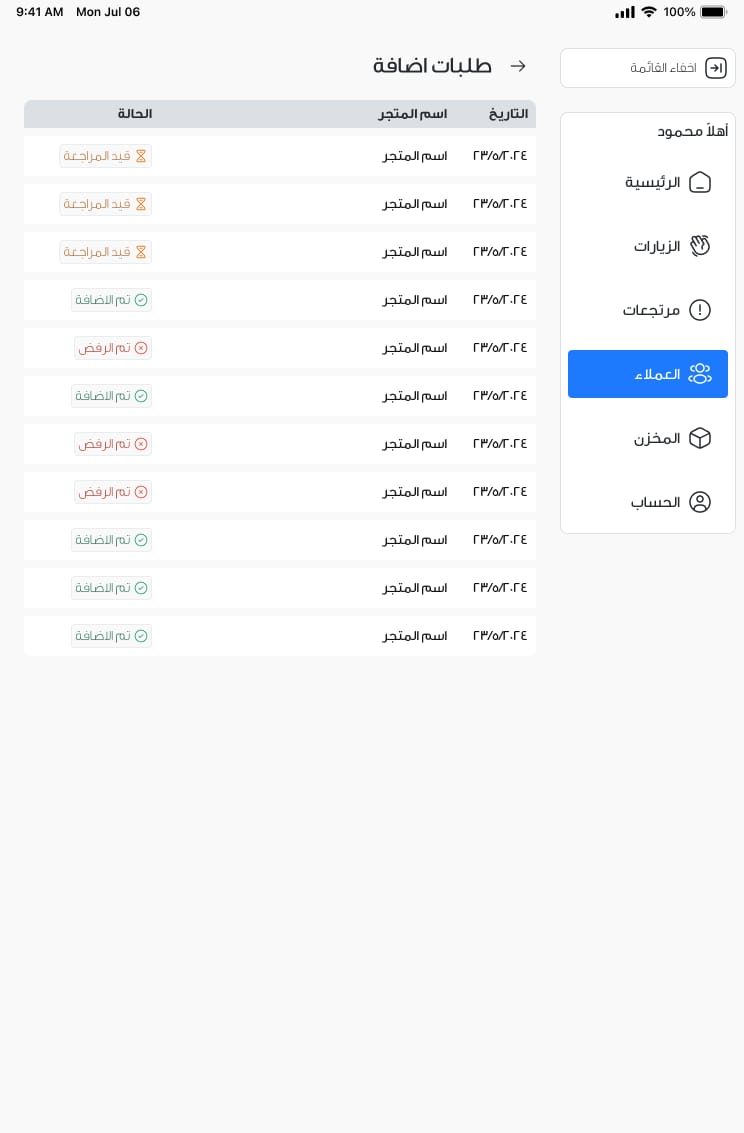 9:41 AM Mon Jul 06 100%
اخفاء القائمة
أهلاً محمود
الرئيسية
الزيارات
مرتجعات
العملاء
المخزن
الحساب
طلبات اضافة
التاريخ اسم المتجر الحالة
٢٣/٥/٢٠٢٤ اسم المتجر قيد المراجعة
٢٣/٥/٢٠٢٤ اسم المتجر قيد المراجعة
٢٣/٥/٢٠٢٤ اسم المتجر قيد المراجعة
٢٣/٥/٢٠٢٤ اسم المتجر تم الاضافة
٢٣/٥/٢٠٢٤ اسم المتجر تم الرفض
٢٣/٥/٢٠٢٤ اسم المتجر تم الاضافة
٢٣/٥/٢٠٢٤ اسم المتجر تم الرفض
٢٣/٥/٢٠٢٤ اسم المتجر تم الرفض
٢٣/٥/٢٠٢٤ اسم المتجر تم الاضافة
٢٣/٥/٢٠٢٤ اسم المتجر تم الاضافة
٢٣/٥/٢٠٢٤ اسم المتجر تم الاضافة